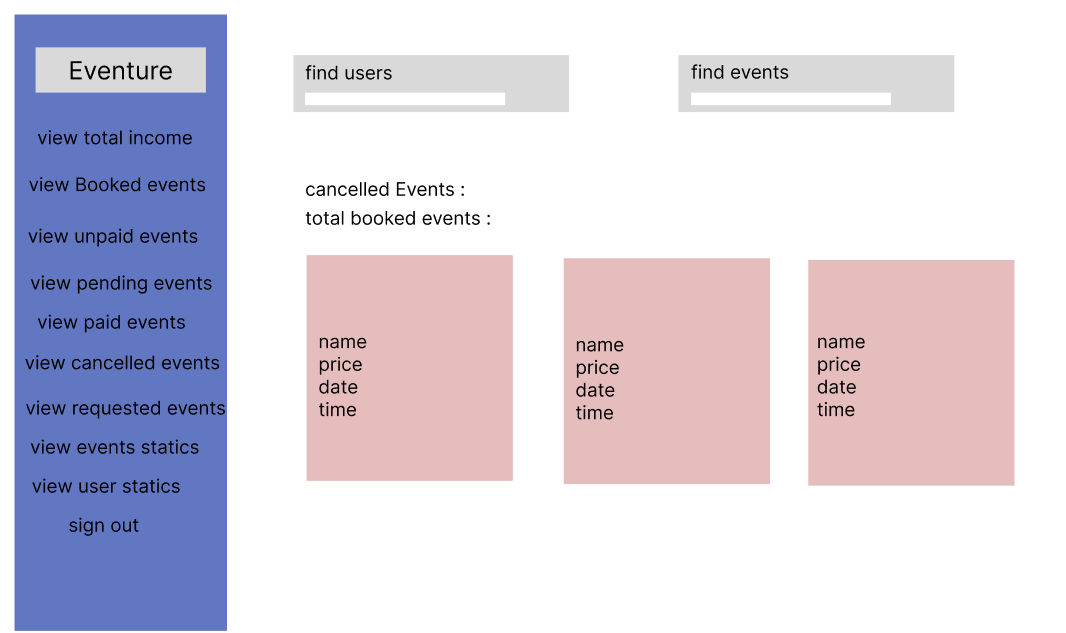 Eventure
view total income
view Booked events
view unpaid events
view pending events
view paid events
view cancelled events
view requested events
view events statics
view user statics
sign out
find users
find events
cancelled Events :
total booked events :
name
price
date
time
name
price
date
time
name
price
date
time